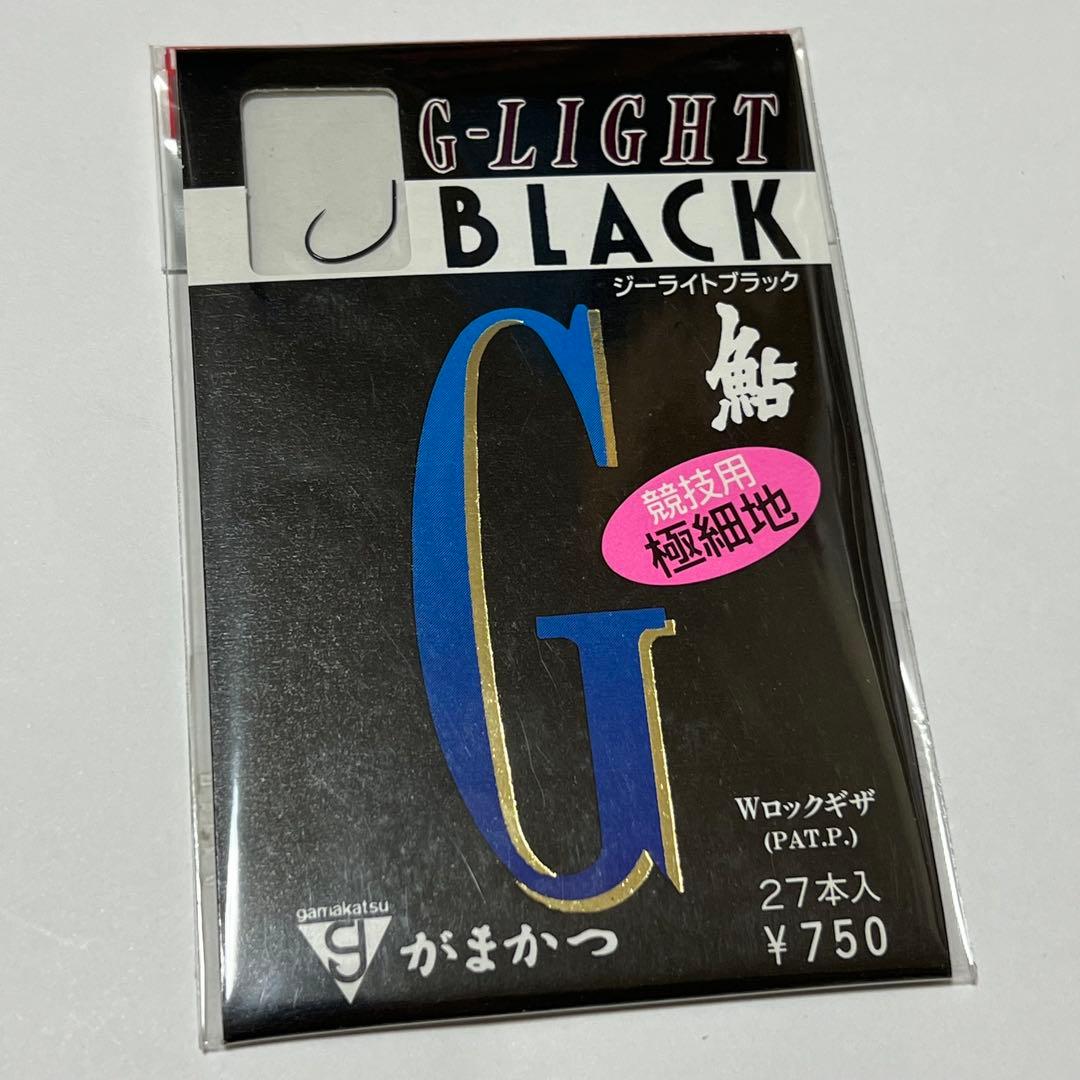 G-LIGHT
BLACK
ジーライトブラック
鮎
競技用
極細地
G
Wロックギザ
(PAT.P.)
27本入
¥750
gamakatsu
g
がまかつ